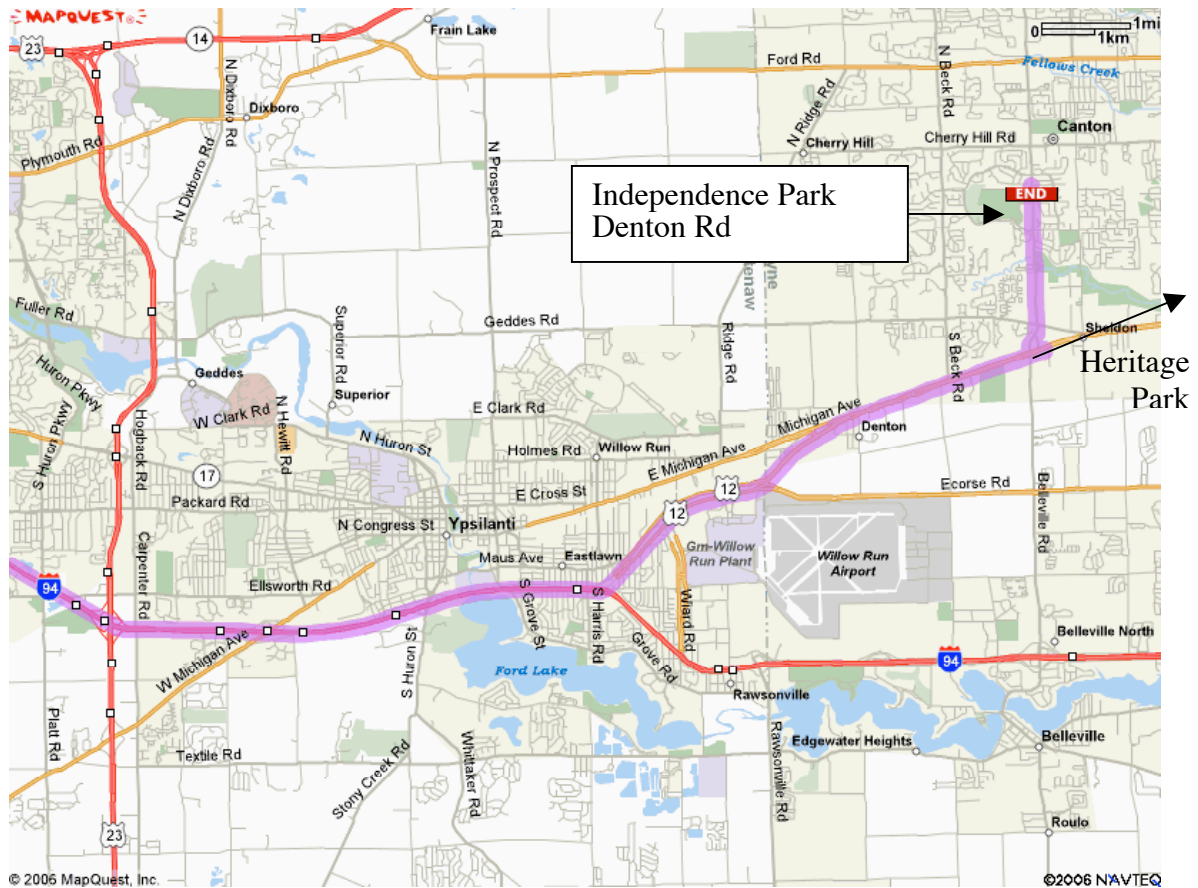 MAPQUEST
23
14
Frain Lake
1mi
0
1km
Ford Rd
N Beck Rd
Fellows Creek
N Dixboro Rd
Dixboro
N Ridge Rd
Canton
Cherry Hill Rd
Cherry Hill
Plymouth Rd
N Dixboro Rd
N Prospect Rd
Independence Park
Denton Rd
END
yne
tenaw
Fuller Rd
Superior Rd
Geddes Rd
Ridge Rd
S Beck Rd
Sheldon
Heritage
Park
Huron Pkwy
Geddes
Superior
W Clark Rd
E Clark Rd
N Hewitt Rd
N Huron St
Michigan Ave
Denton
S Huron Pkwy
Hogback Rd
Holmes Rd
Willow Run
E Michigan Ave
17
Packard Rd
E Cross St
12
12
Ecorse Rd
Belleville Rd
N Congress St
Ypsilanti
Gm-Willow
Run Plant
Willow Run
Airport
Maus Ave
Eastlawn
Carpenter Rd
Ellsworth Rd
94
S Grove St
S Harris Rd
Wiard Rd
W Michigan Ave
S Huron St
Grove Rd
Belleville North
94
Ford Lake
Rawsonville
Platt Rd
Textile Rd
Stony Creek Rd
Whittaker Rd
Rawsonville Rd
Edgewater Heights
Belleville
Roulo
23
© 2006 MapQuest, Inc.
©2006 NAVTEQ